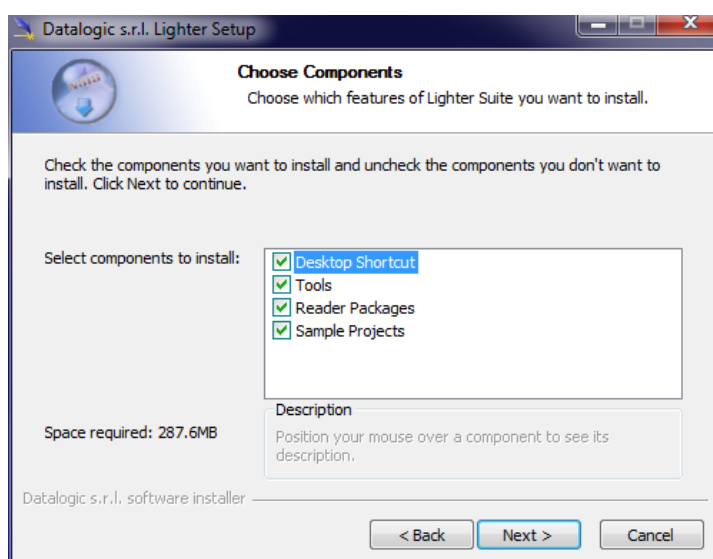 Datalogic s.r.l. Lighter Setup
Choose Components
Choose which features of Lighter Suite you want to install.
Check the components you want to install and uncheck the components you don't want to
install. Click Next to continue.
Select components to install:
Desktop Shortcut
Tools
Reader Packages
Sample Projects
Space required: 287.6MB
Description
Position your mouse over a component to see its
description.
Datalogic s.r.l. software installer
< Back
Next >
Cancel